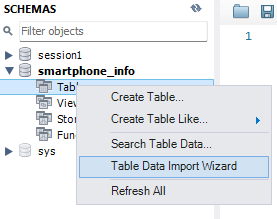 SCHEMAS
Filter objects
session1
smartphone_info
Create Table...
Create Table Like...
Search Table Data...
Table Data Import Wizard
Refresh All
sys
1